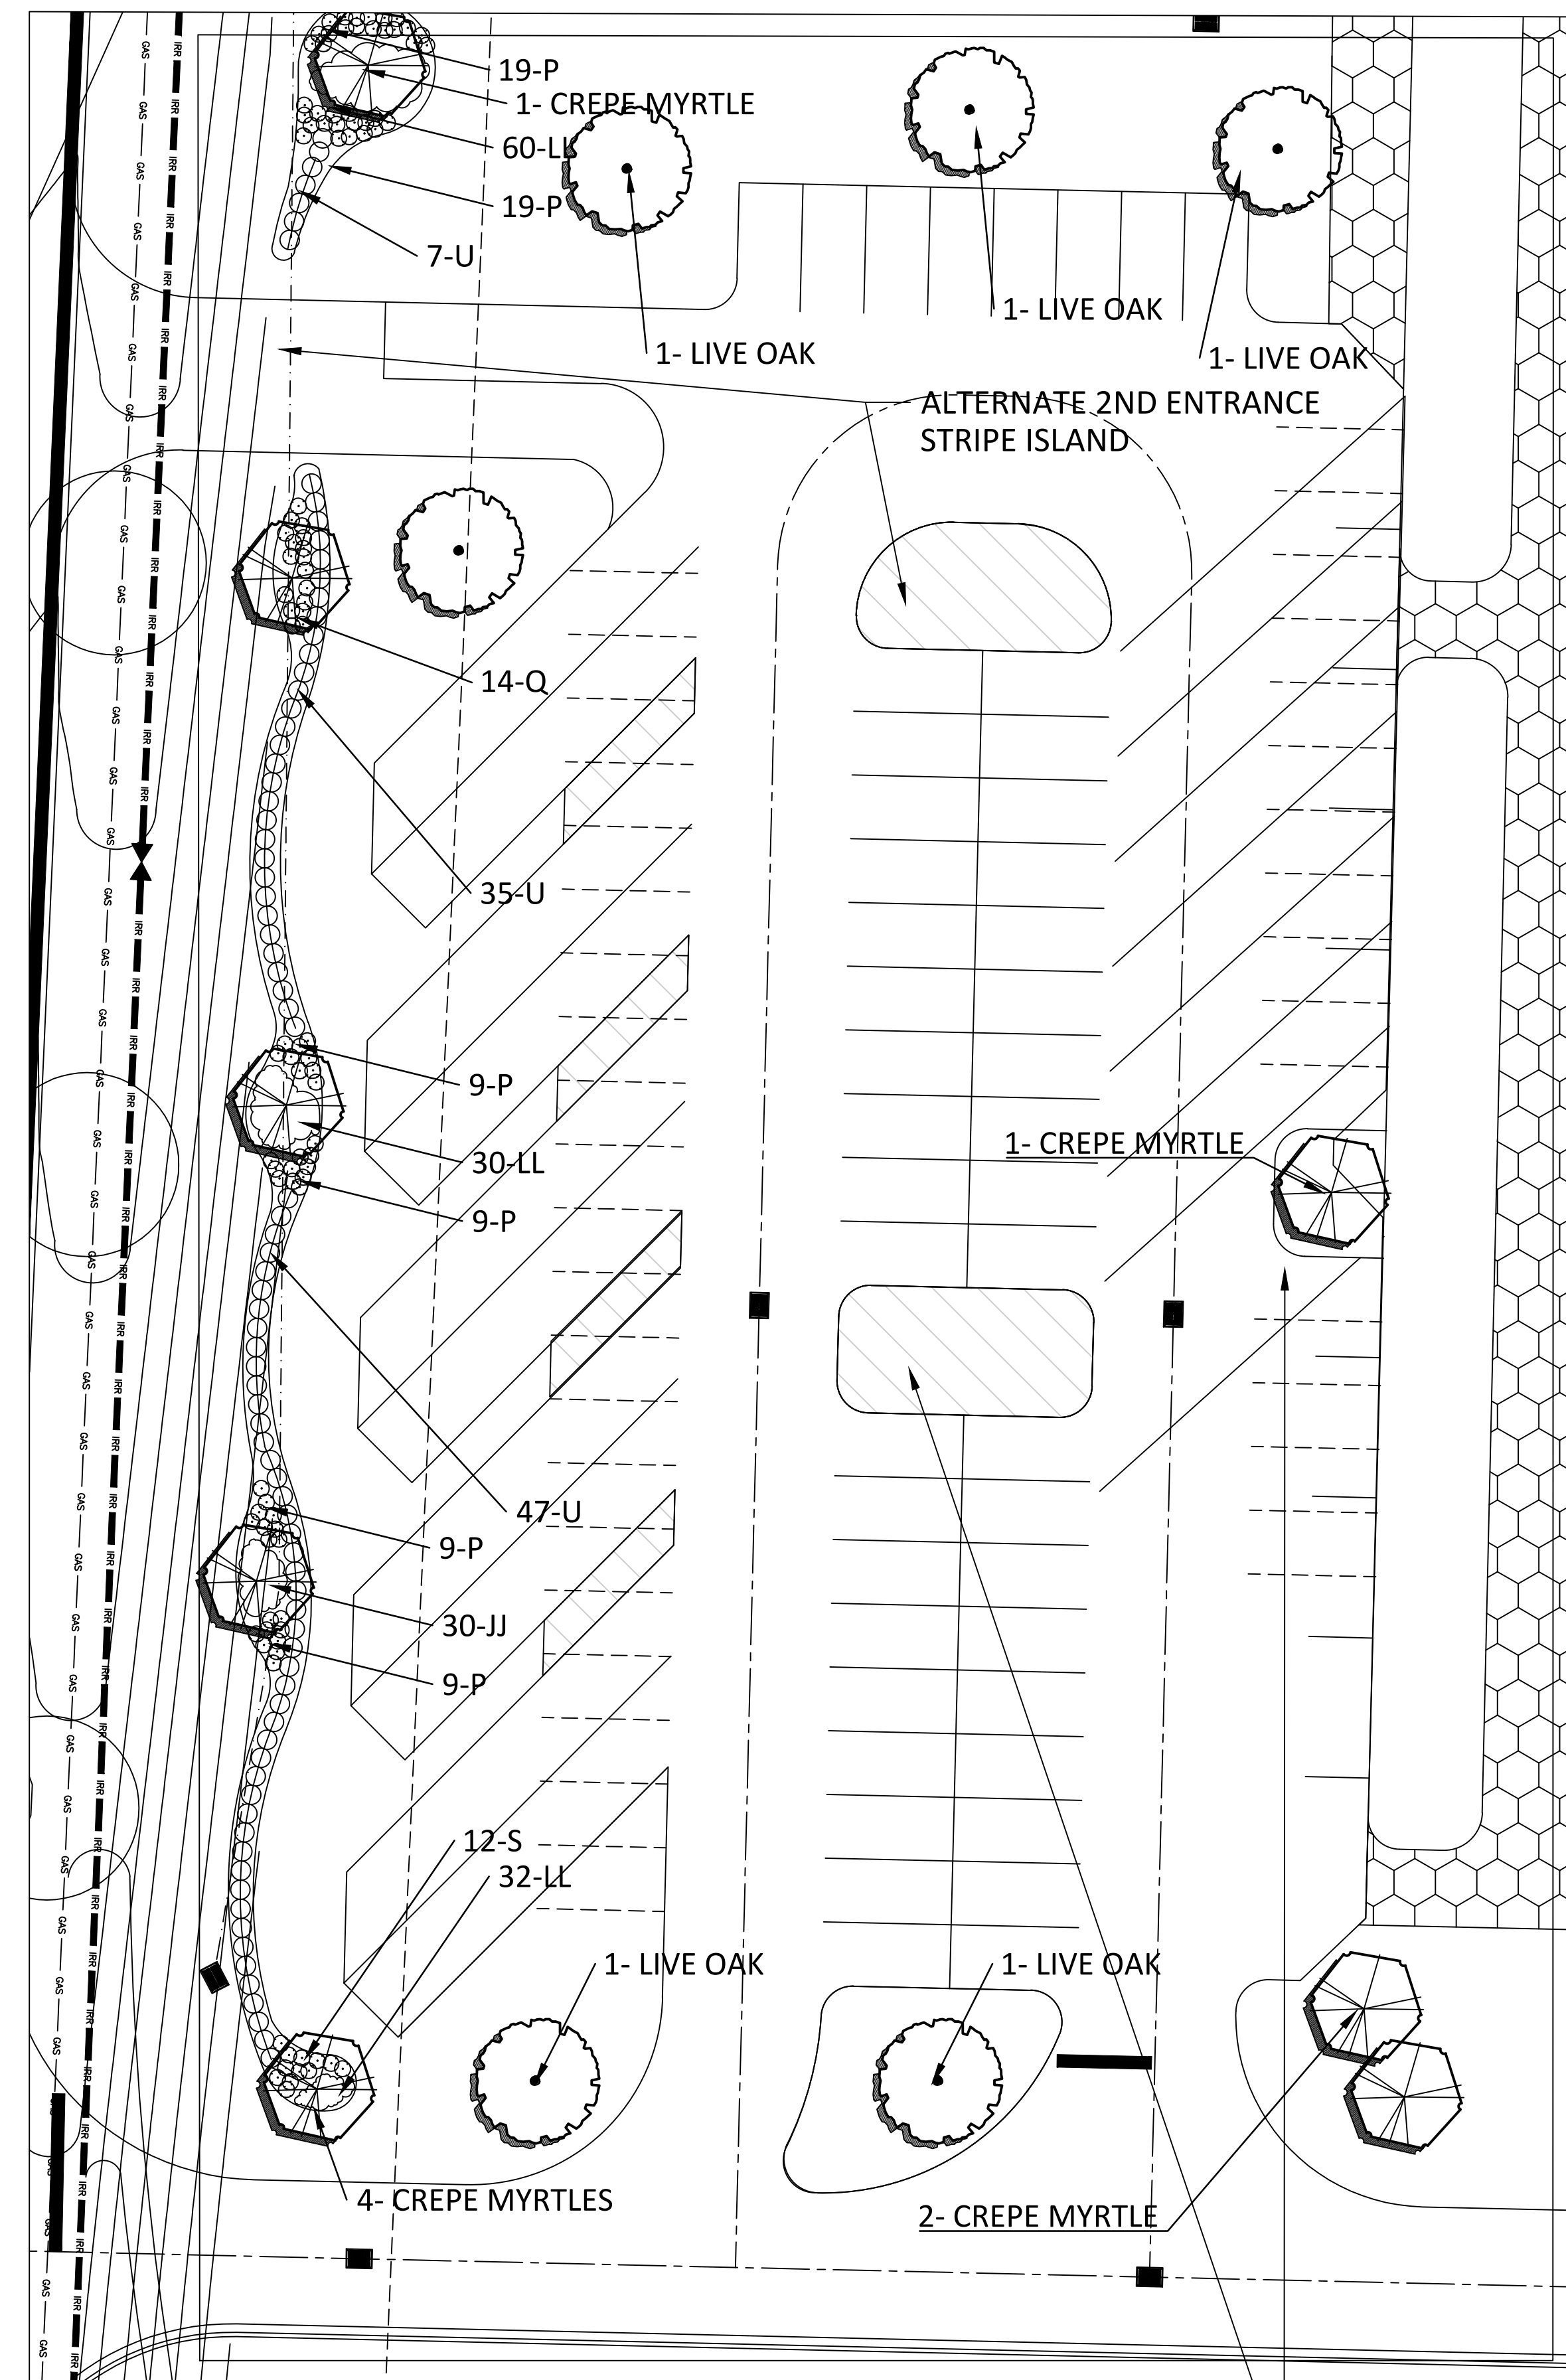 19-P
1- CREPE MYRTLE
60-LL
19-P
7-U
1- LIVE OAK
1- LIVE OAK
1- LIVE OAK
ALTERNATE 2ND ENTRANCE
STRIPE ISLAND
14-Q
35-U
9-P
30-LL
1- CREPE MYRTLE
9-P
47-U
9-P
30-JJ
9-P
12-S
32-LL
1- LIVE OAK
1- LIVE OAK
4- CREPE MYRTLES
2- CREPE MYRTLE
GAS
IRR